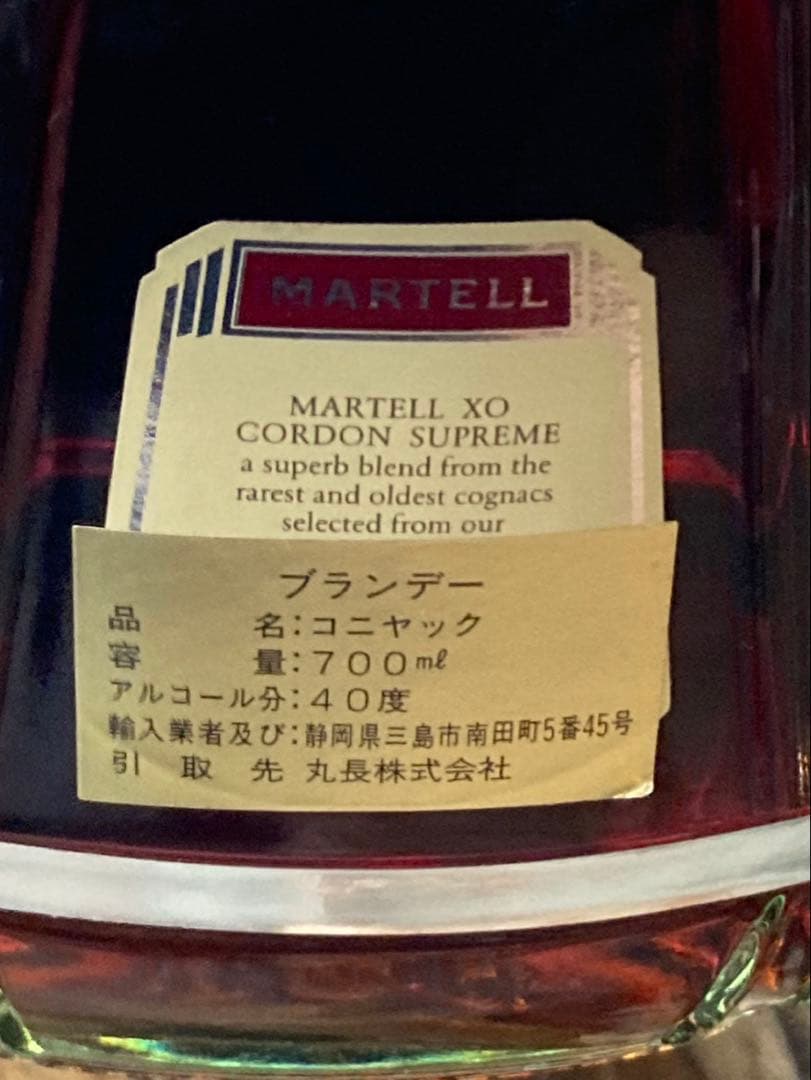 MARTELL
MARTELL XO
CORDON SUPREME
a superb blend from the
rarest and oldest cognacs
selected from our
ブランデー
品 名:コニヤック
容 量:700ml
アルコール分:40度
輸入業者及び:静岡県三島市南田町5番45号
引 取 先 丸長株式会社